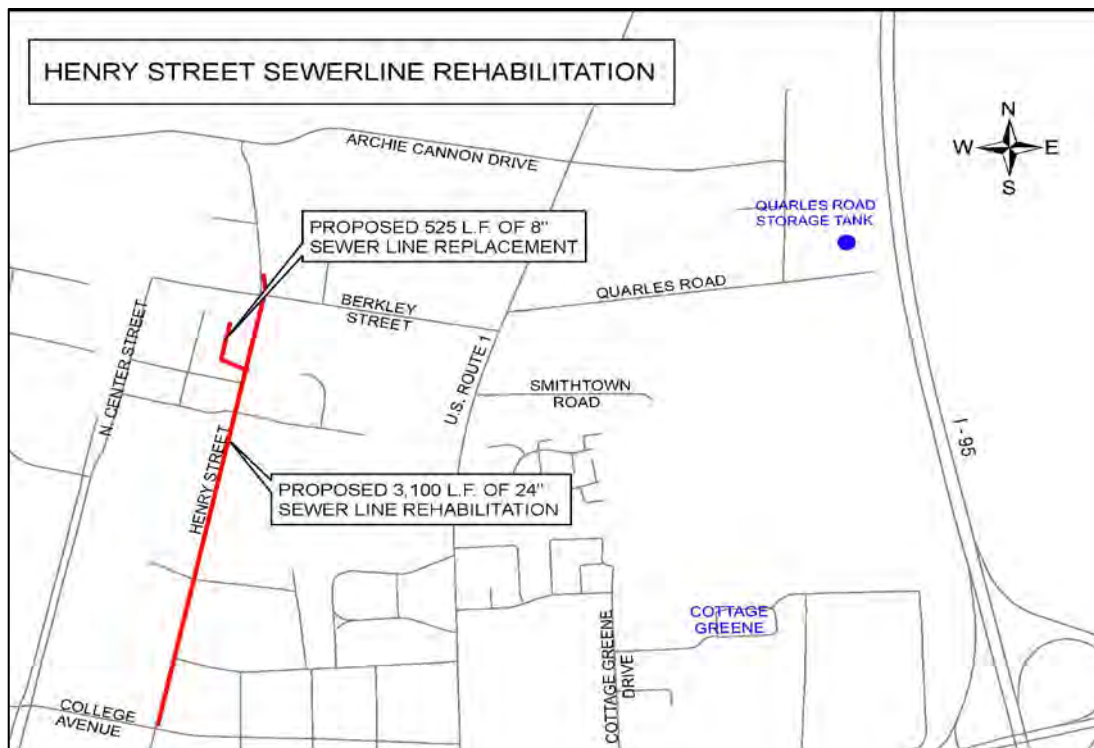 HENRY STREET SEWERLINE REHABILITATION
ARCHIE CANNON DRIVE
N
W E
S
QUARLES ROAD
STORAGE TANK
PROPOSED 525 L.F. OF 8"
SEWER LINE REPLACEMENT
QUARLES ROAD
BERKLEY
STREET
N. CENTER STREET
U.S. ROUTE 1
SMITHTOWN
ROAD
I - 95
HENRY STREET
PROPOSED 3,100 L.F. OF 24"
SEWER LINE REHABILITATION
COTTAGE
GREENE
COTTAGE GREENE
DRIVE
COLLEGE
AVENUE